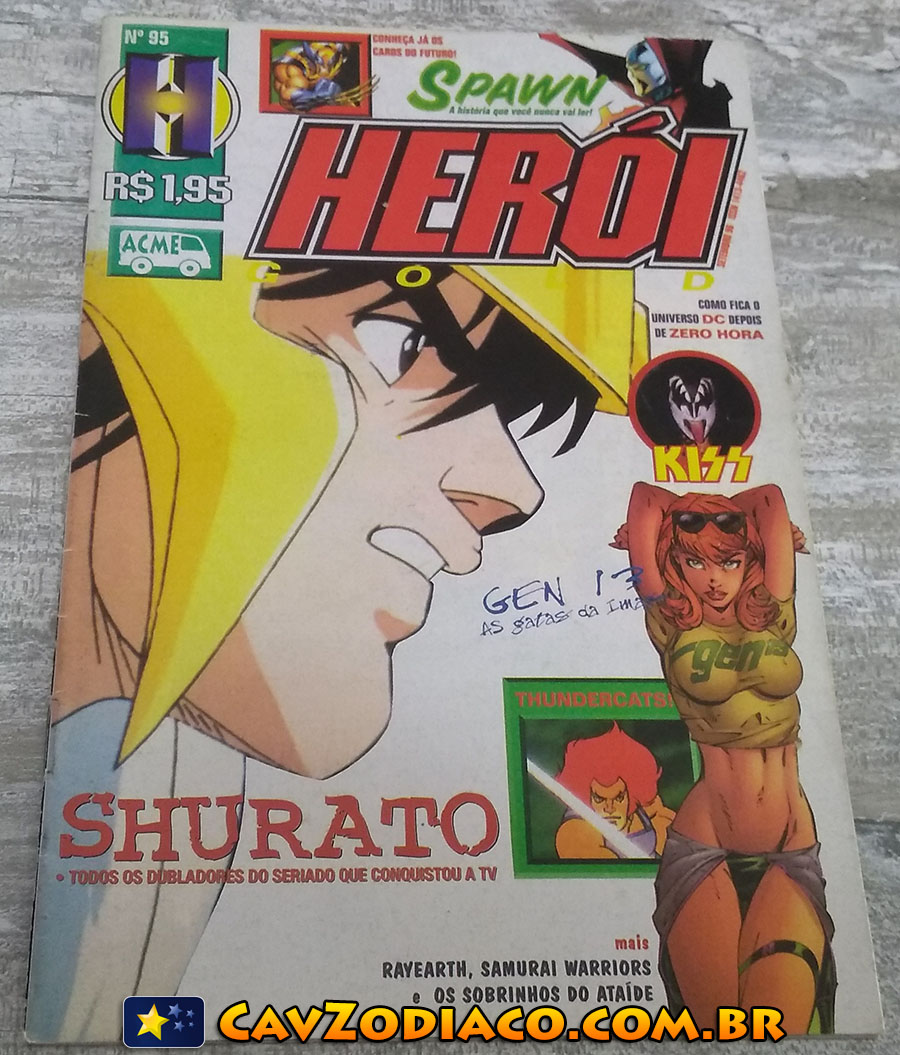 Nº 95
H
R$ 1,95
ACME
CONHEÇA JÁ OS
CARDS DO FUTURO!
SPAWN
A história que você nunca vai ler!
HERÓI
GOLD
COMO FICA O
UNIVERSO DC DEPOIS
DE ZERO HORA
KISS
GEN 13
As gatas da Ima
gen13
THUNDERCATS!
SHURATO
• TODOS OS DUBLADORES DO SERIADO QUE CONQUISTOU A TV
mais
RAYEARTH, SAMURAI WARRIORS
e OS SOBRINHOS DO ATAÍDE
CAVZODIACO.COM.BR